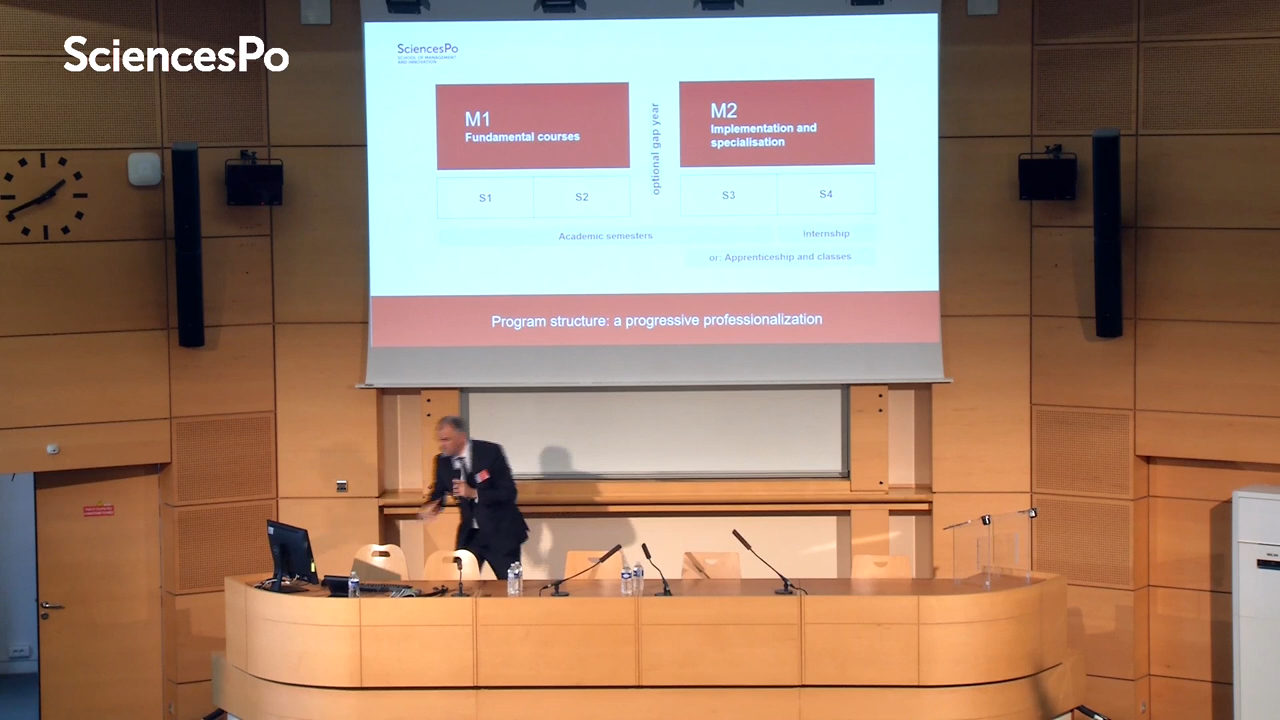 SciencesPo
SciencesPo
SCHOOL OF MANAGEMENT
AND INNOVATION
M1
Fundamental courses
optional gap year
M2
Implementation and
specialisation
S1
S2
S3
S4
Academic semesters
Internship
or: Apprenticeship and classes
Program structure: a progressive professionalization